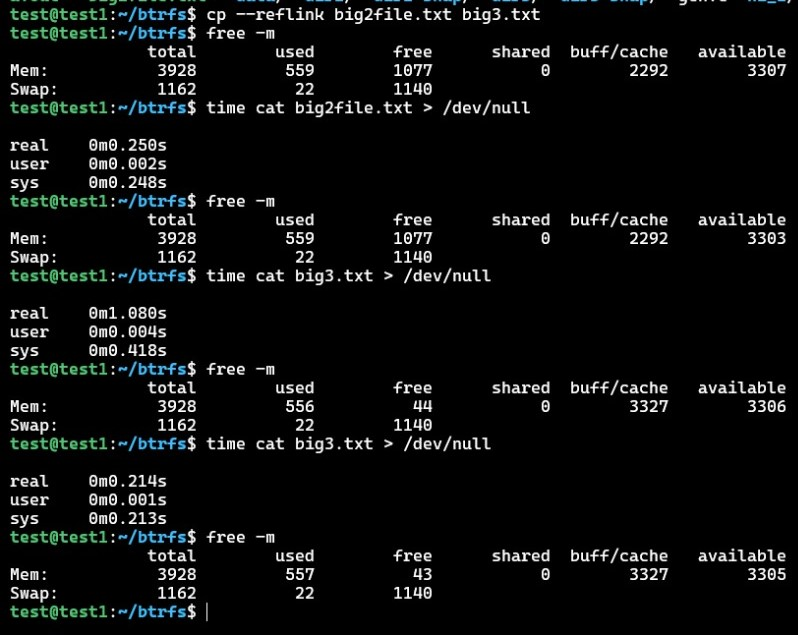 test@test1:~/btrfs$ cp --reflink big2file.txt big3.txt
test@test1:~/btrfs$ free -m
total used free shared buff/cache available
Mem: 3928 559 1077 0 2292 3307
Swap: 1162 22 1140
test@test1:~/btrfs$ time cat big2file.txt > /dev/null
real 0m0.250s
user 0m0.002s
sys 0m0.248s
test@test1:~/btrfs$ free -m
total used free shared buff/cache available
Mem: 3928 559 1077 0 2292 3303
Swap: 1162 22 1140
test@test1:~/btrfs$ time cat big3.txt > /dev/null
real 0m1.080s
user 0m0.004s
sys 0m0.418s
test@test1:~/btrfs$ free -m
total used free shared buff/cache available
Mem: 3928 556 44 0 3327 3306
Swap: 1162 22 1140
test@test1:~/btrfs$ time cat big3.txt > /dev/null
real 0m0.214s
user 0m0.001s
sys 0m0.213s
test@test1:~/btrfs$ free -m
total used free shared buff/cache available
Mem: 3928 557 43 0 3327 3305
Swap: 1162 22 1140
test@test1:~/btrfs$